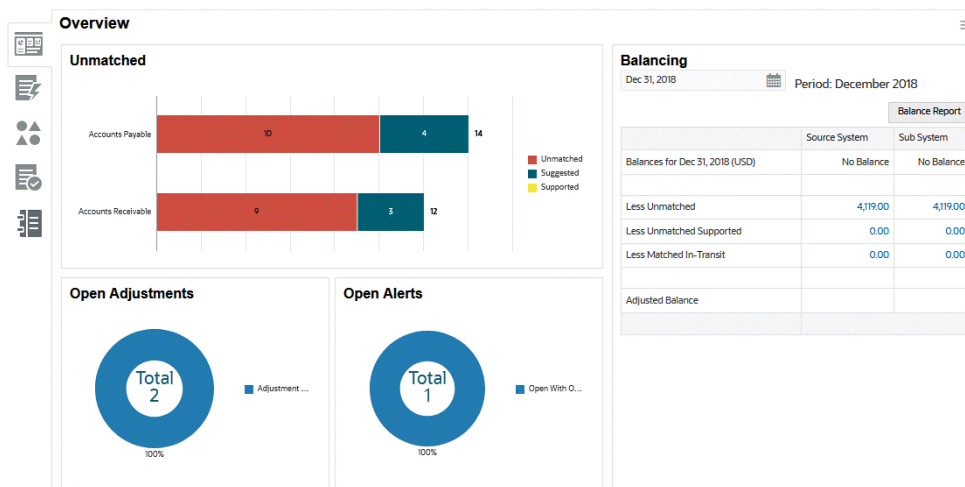 Overview
Unmatched
Accounts Payable
10
4
14
Accounts Receivable
9
3
12
Unmatched
Suggested
Supported
Open Adjustments
Total
2
Adjustment ...
100%
Open Alerts
Total
1
Open With O...
100%
Balancing
Dec 31, 2018
Period: December 2018
Balance Report
Source System Sub System
Balances for Dec 31, 2018 (USD) No Balance No Balance
Less Unmatched 4,119.00 4,119.00
Less Unmatched Supported 0.00 0.00
Less Matched In-Transit 0.00 0.00
Adjusted Balance